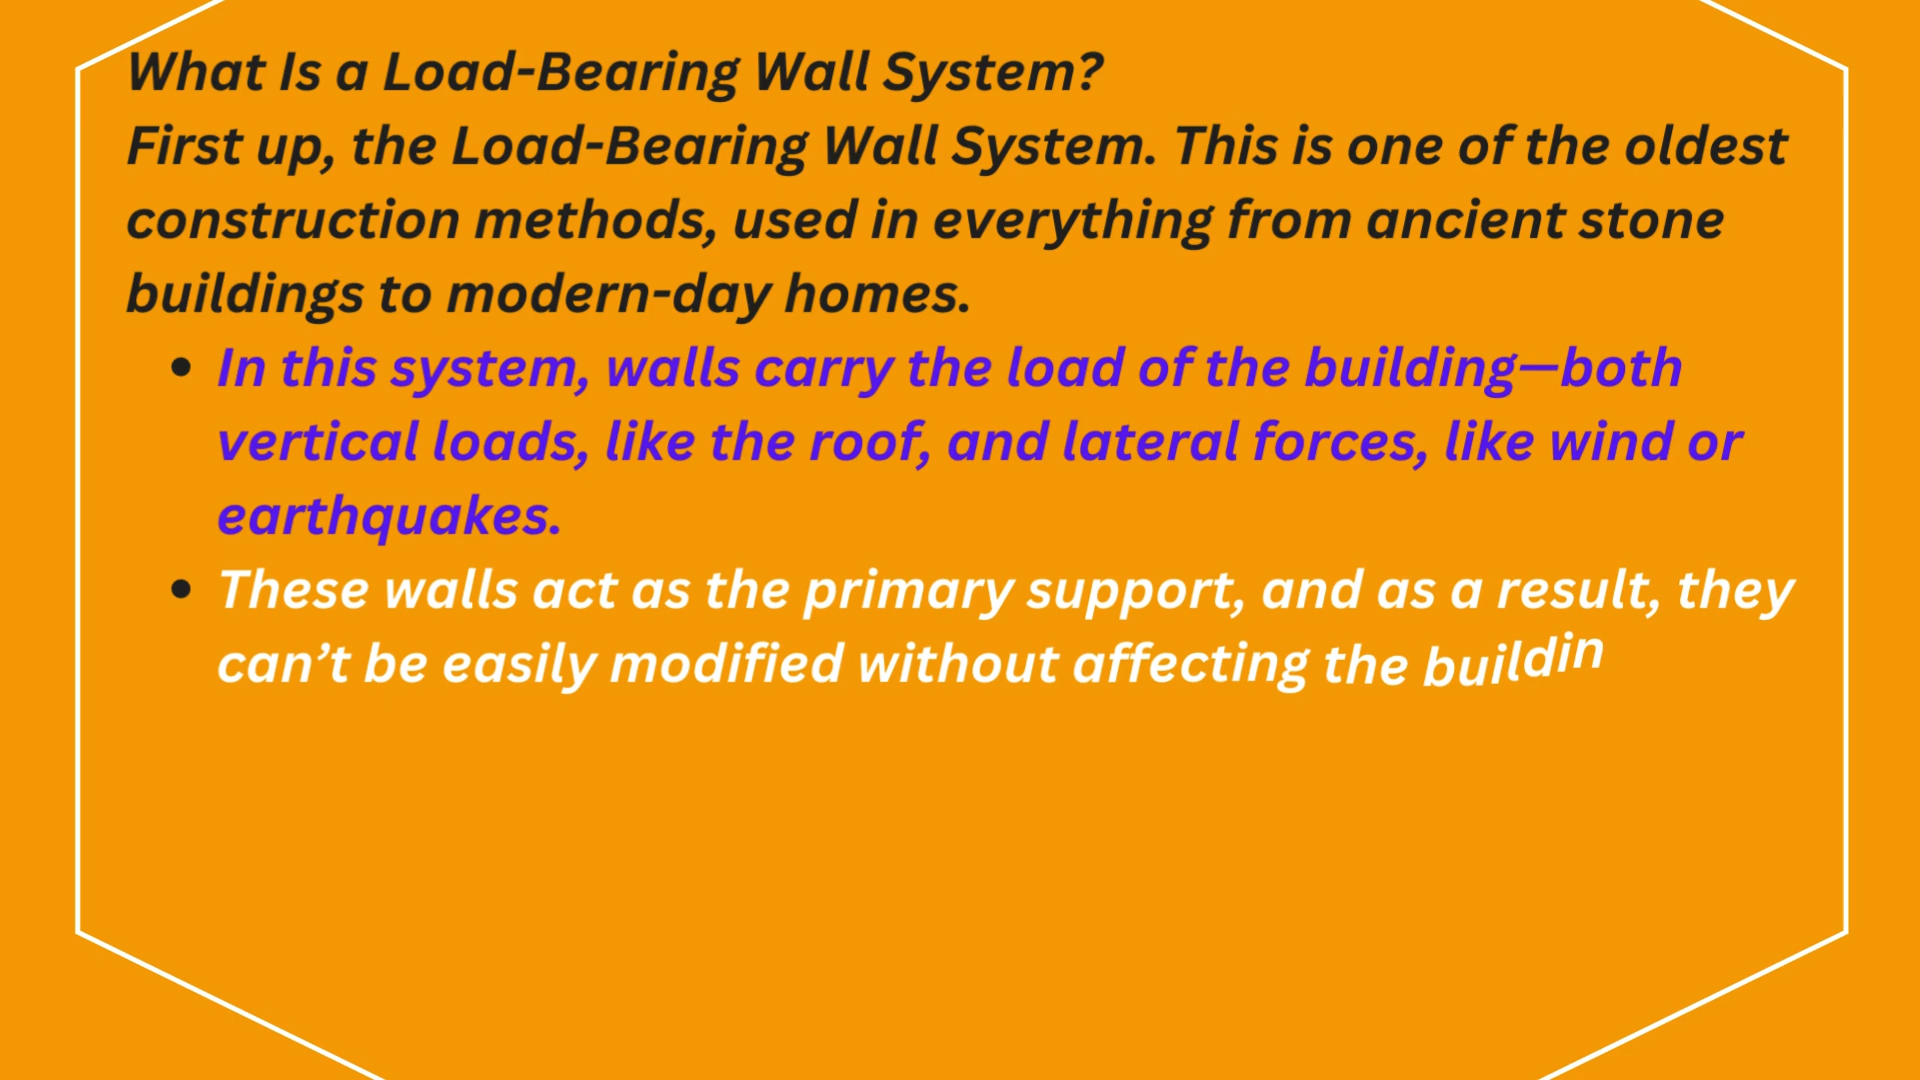 What Is a Load-Bearing Wall System?
First up, the Load-Bearing Wall System. This is one of the oldest
construction methods, used in everything from ancient stone
buildings to modern-day homes.
• In this system, walls carry the load of the building—both
vertical loads, like the roof, and lateral forces, like wind or
earthquakes.
• These walls act as the primary support, and as a result, they
can’t be easily modified without affecting the buildin